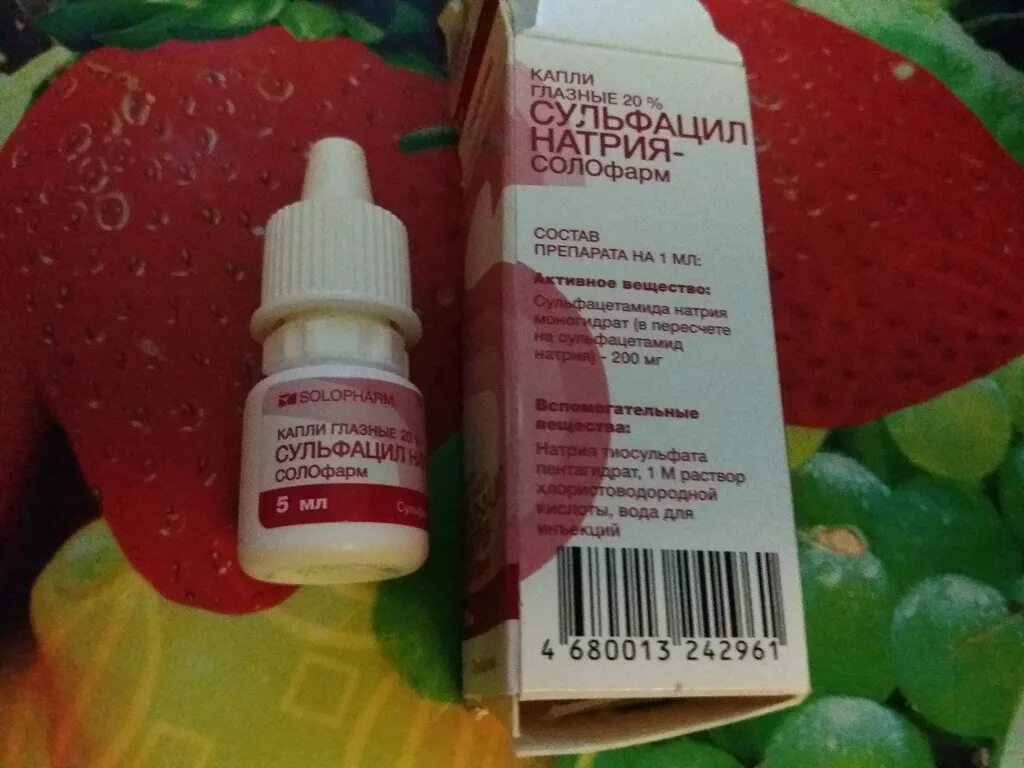 SOLOPHARM
КАПЛИ ГЛАЗНЫЕ 20 %
СУЛЬФАЦИЛ
СОЛОфарм
5 мл
КАПЛИ
ГЛАЗНЫЕ 20 %
СУЛЬФАЦИЛ
НАТРИЯ-
СОЛОфарм
СОСТАВ
ПРЕПАРАТА НА 1 МЛ:
Активное вещество:
Сульфацетамида натрия
моногидрат (в пересчете
на сульфацетамид
натрия) - 200 мг
Вспомогательные
вещества:
Натрия тиосульфата
пентагидрат, 1 М раствор
хлористоводородной
кислоты, вода для
инъекций
4 680013 242961